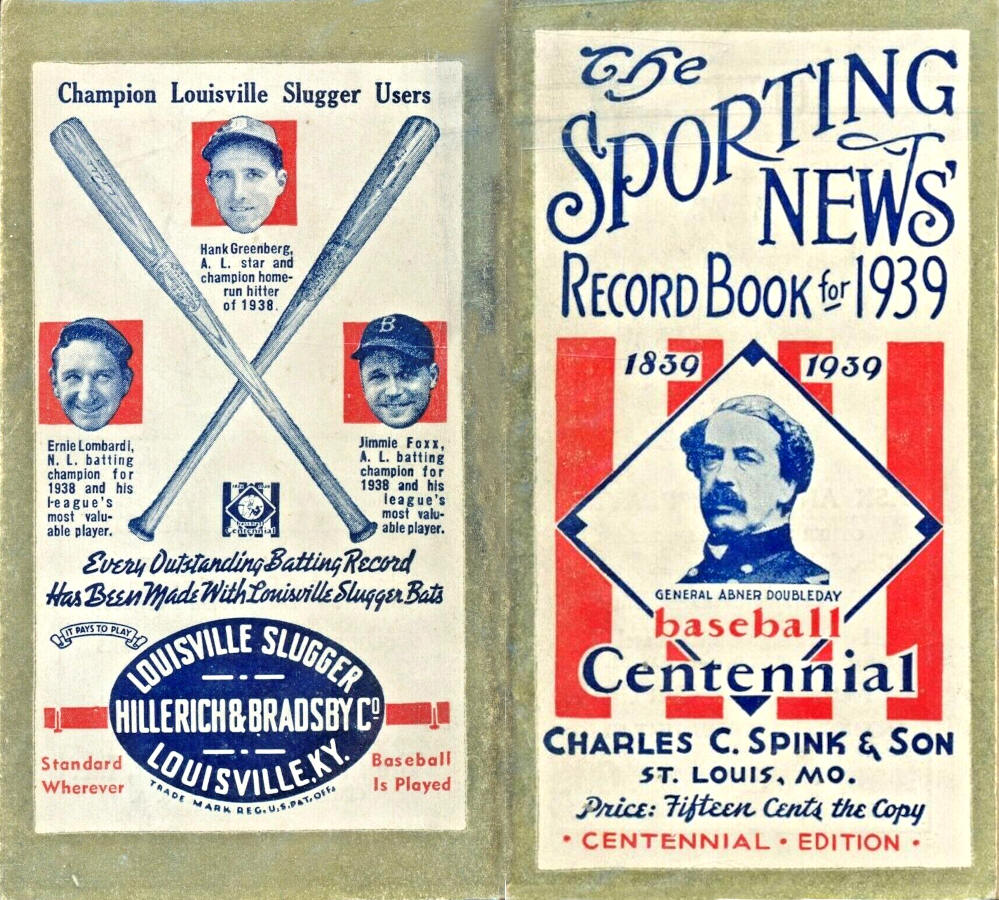 Champion Louisville Slugger Users
Hank Greenberg,
A. L. star and
champion home-
run hitter
of 1938.
B
Ernie Lombardi,
N. L. batting
champion for
1938 and his
league's
most valu-
able player.
Jimmie Foxx,
A. L. batting
champion for
1938 and his
league's
most valu-
able player.
Centennial
Every Outstanding Batting Record
Has Been Made With Louisville Slugger Bats
IT PAYS TO PLAY
LOUISVILLE SLUGGER
HILLERICH & BRADSBY Co
LOUISVILLE, KY.
TRADE MARK REG. U.S. PAT. OFF.
Standard
Wherever
Baseball
Is Played
The
SPORTING
NEWS'
RECORD BOOK for 1939
1839 1939
GENERAL ABNER DOUBLEDAY
baseball
Centennial
CHARLES C. SPINK & SON
ST. LOUIS, MO.
Price: Fifteen Cents the Copy
• CENTENNIAL • EDITION •